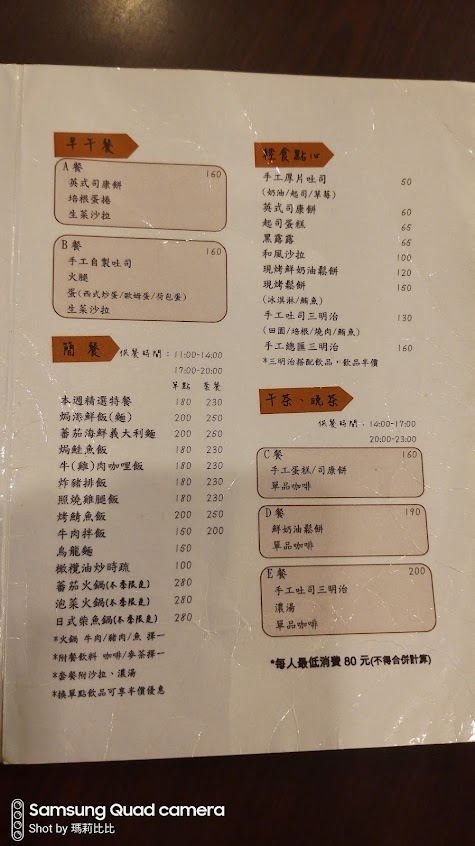 早午餐
A 餐 160
英式司康餅
培根蛋捲
生菜沙拉
B 餐 160
手工自製吐司
火腿
蛋(西式炒蛋/歐姆蛋/荷包蛋)
生菜沙拉
簡 餐 供餐時間：11:00-14:00
17:00-20:00
單點 套餐
本週精選特餐 180 230
焗海鮮飯(麵) 200 250
蕃茄海鮮義大利麵 200 250
焗鮭魚飯 180 230
牛(雞)肉咖哩飯 180 230
炸豬排飯 180 230
照燒雞腿飯 180 230
烤鯖魚飯 200 250
牛肉拌飯 150 200
烏龍麵 150
橄欖油炒時疏 100
蕃茄火鍋(冬季限定) 280
泡菜火鍋(冬季限定) 280
日式柴魚鍋(冬季限定) 280
*火鍋 牛肉/豬肉/魚 擇一
*附餐飲料 咖啡/麥茶擇一
*套餐附沙拉、濃湯
*換單點飲品可享半價優惠
輕食點心
手工厚片吐司 50
(奶油/起司/草莓)
英式司康餅 60
起司蛋糕 65
黑露露 65
和風沙拉 100
現烤鮮奶油鬆餅 120
現烤鬆餅 150
(冰淇淋/鮪魚)
手工吐司三明治 130
(田園/培根/燒肉/鮪魚)
手工總匯三明治 160
*三明治搭配飲品，飲品半價
午茶、晚茶
供餐時間：14:00-17:00
20:00-23:00
C 餐 160
手工蛋糕/司康餅
單品咖啡
D 餐 190
鮮奶油鬆餅
單品咖啡
E 餐 200
手工吐司三明治
濃湯
單品咖啡
*每人最低消費 80 元(不得合併計算)
Samsung Quad camera
Shot by 瑪莉比比